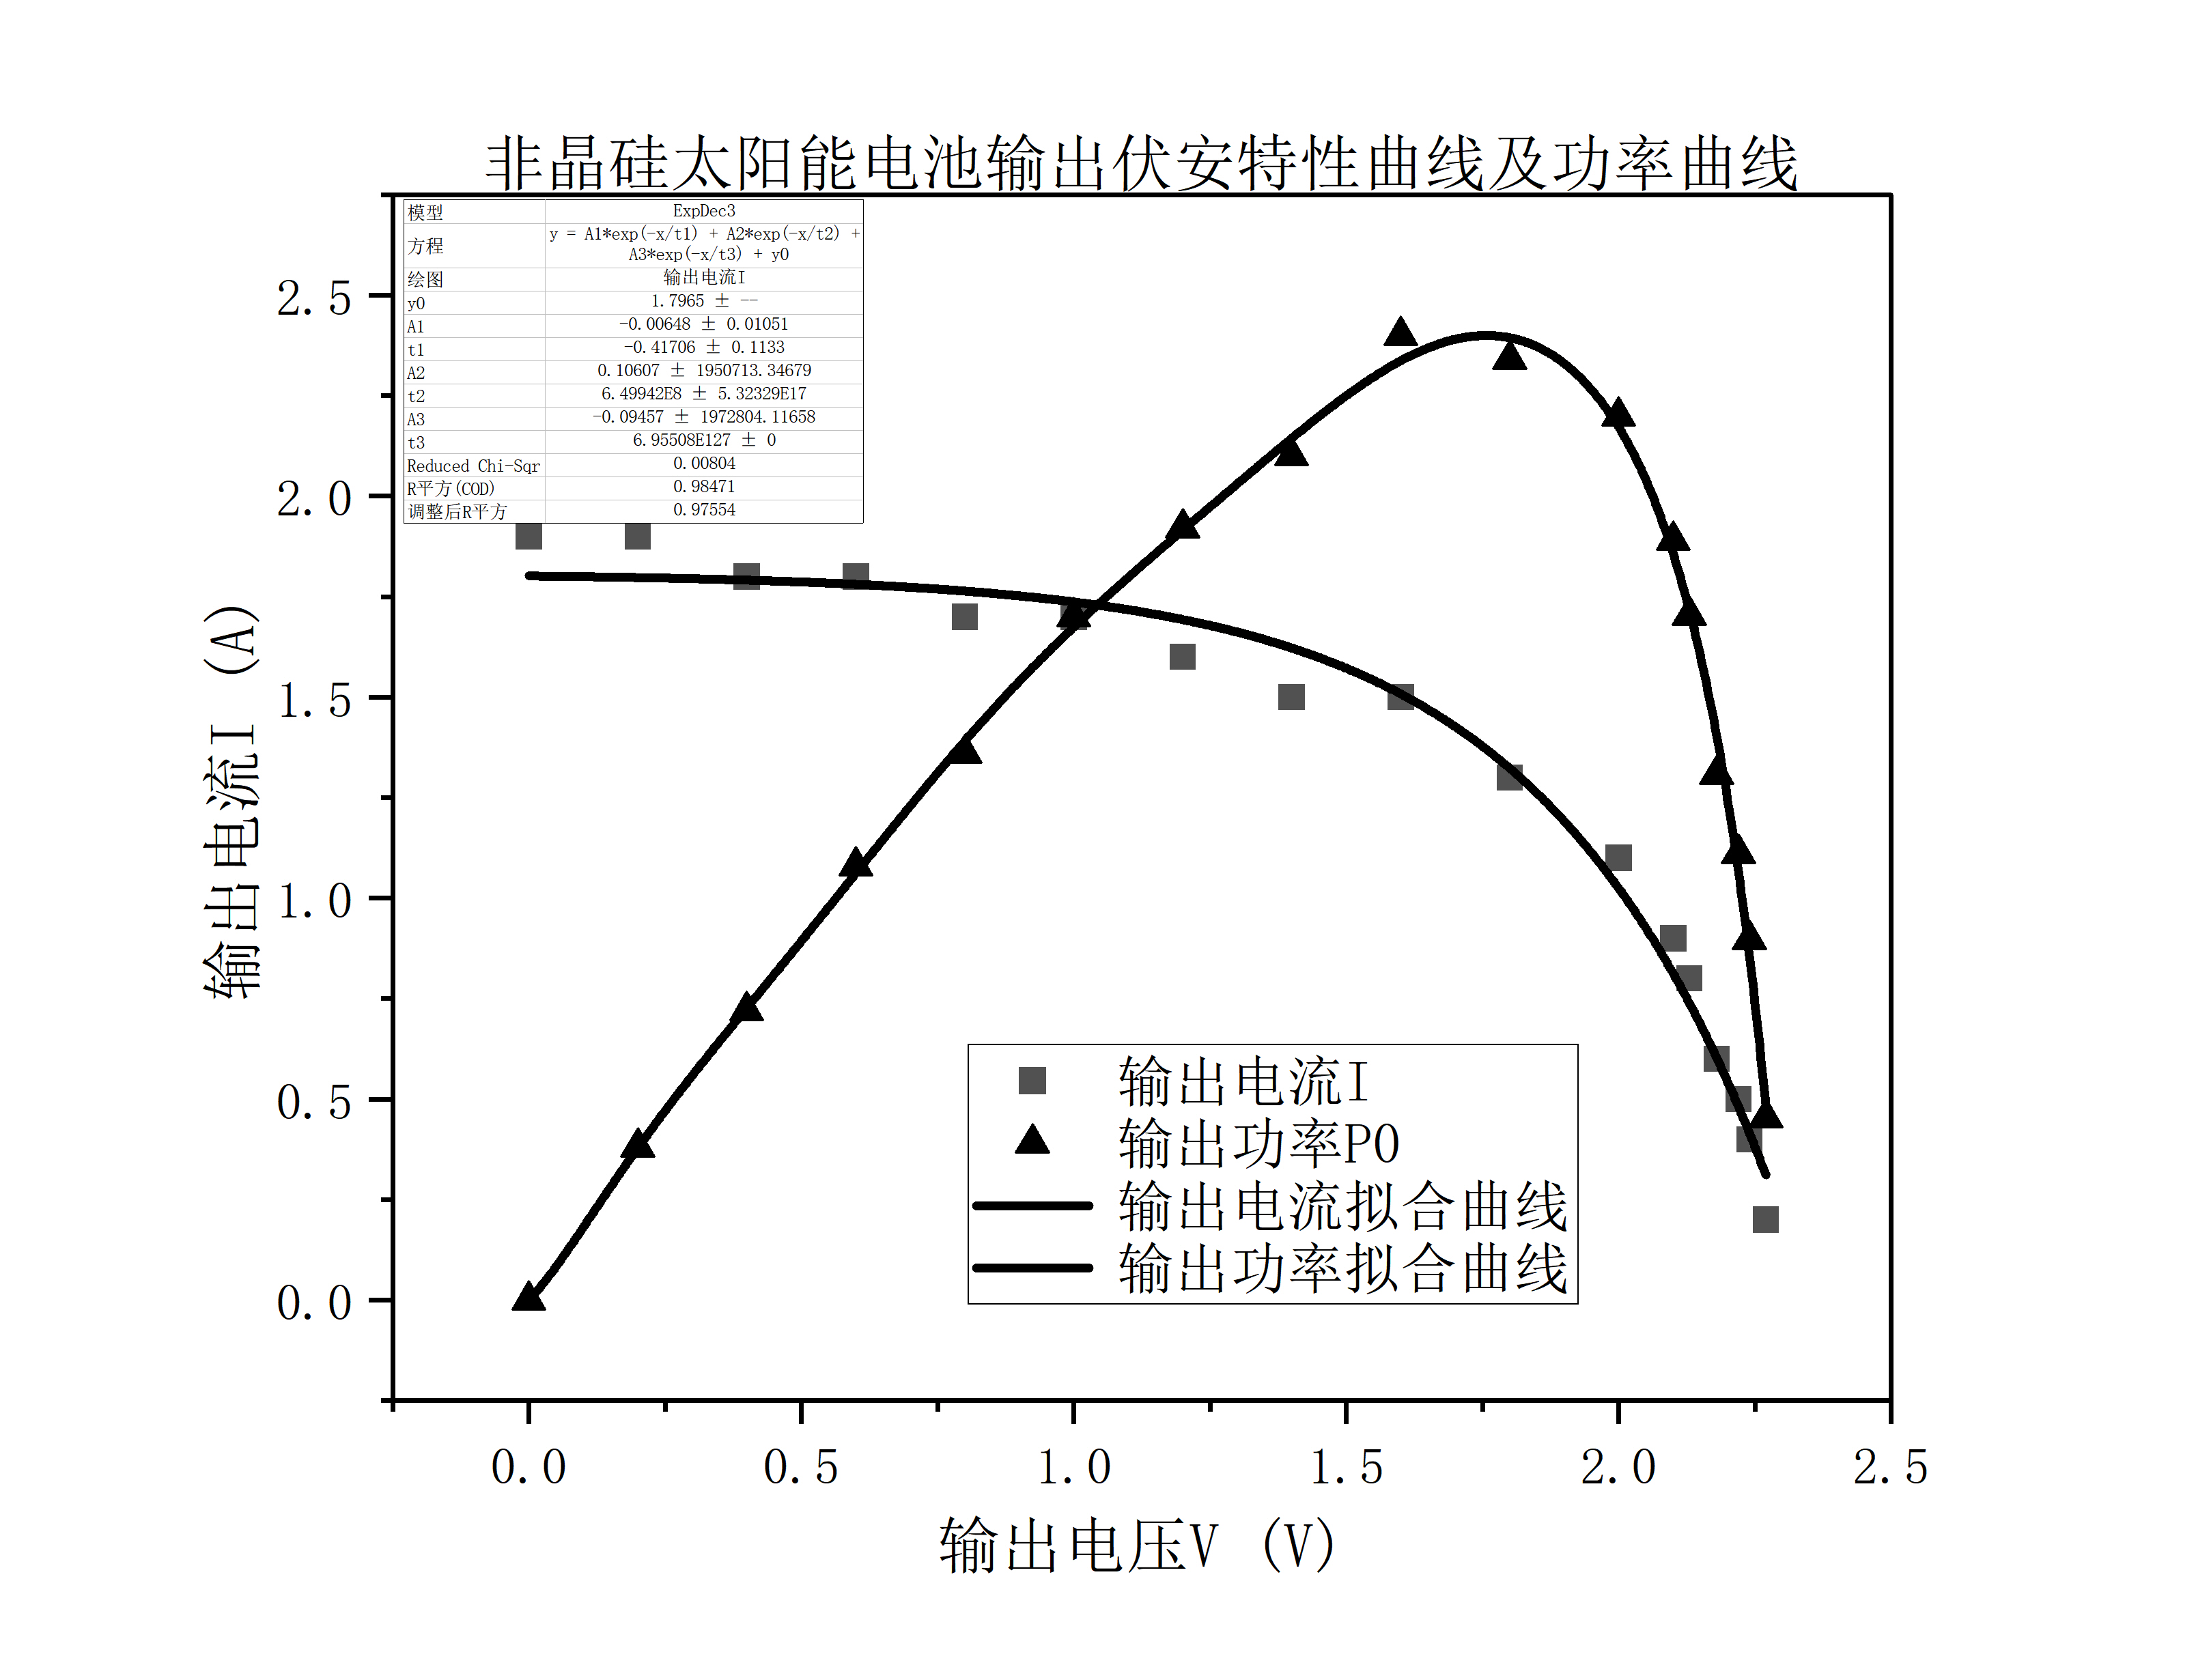 非晶硅太阳能电池输出伏安特性曲线及功率曲线
模型 ExpDec3
方程 y = A1*exp(-x/t1) + A2*exp(-x/t2) +
A3*exp(-x/t3) + y0
绘图 输出电流I
y0 1.7965 ± --
A1 -0.00648 ± 0.01051
t1 -0.41706 ± 0.1133
A2 0.10607 ± 1950713.34679
t2 6.49942E8 ± 5.32329E17
A3 -0.09457 ± 1972804.11658
t3 6.95508E127 ± 0
Reduced Chi-Sqr 0.00804
R平方(COD) 0.98471
调整后R平方 0.97554
2.5
2.0
1.5
1.0
0.5
0.0
输出电流I (A)
输出电流I
输出功率P0
输出电流拟合曲线
输出功率拟合曲线
0.0 0.5 1.0 1.5 2.0 2.5
输出电压V (V)